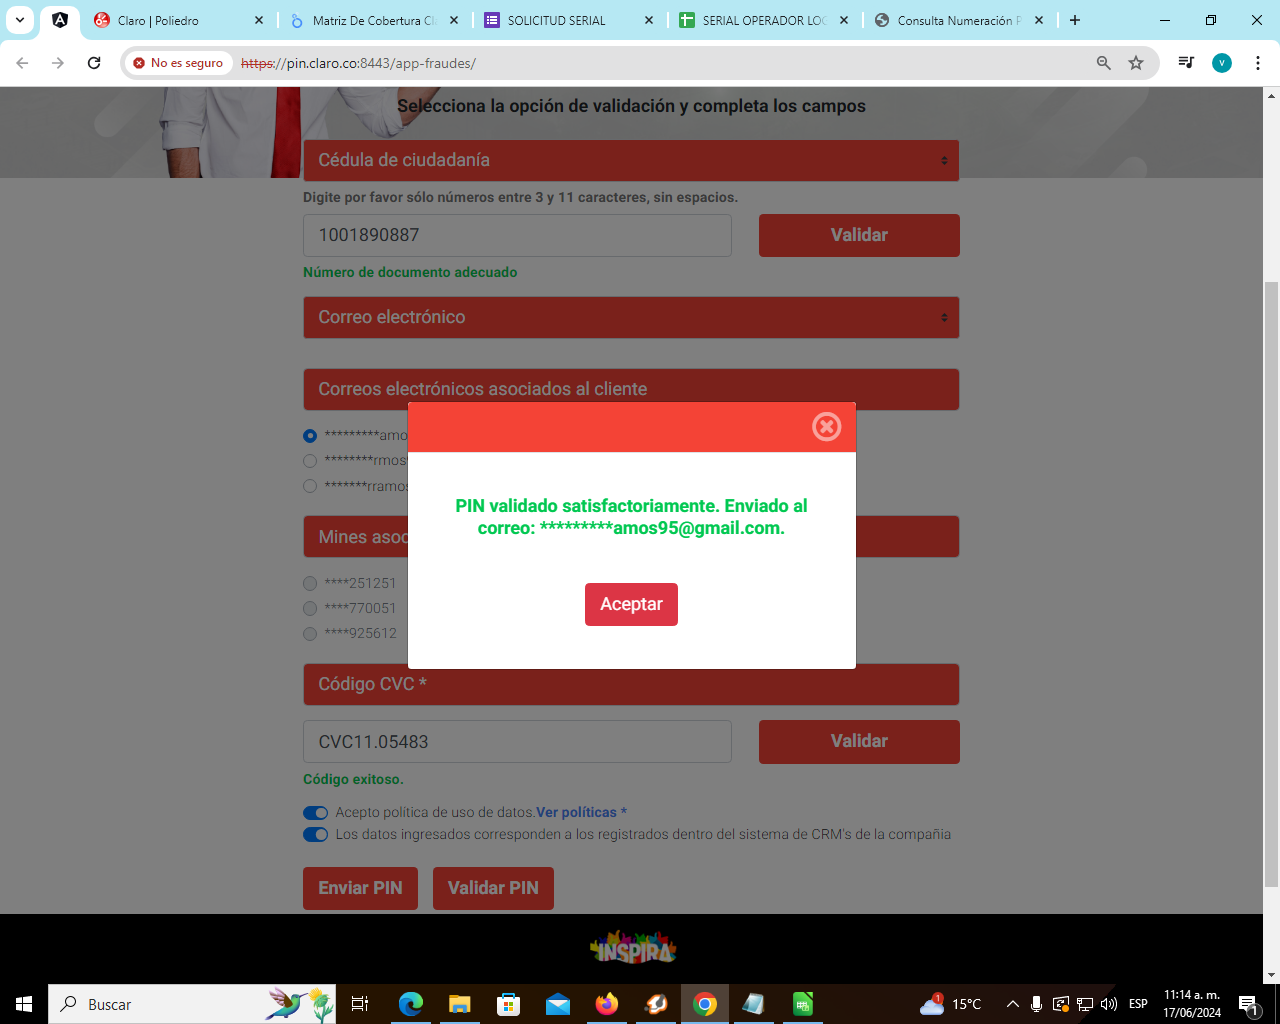 Claro | Poliedro
Matriz De Cobertura Cl
SOLICITUD SERIAL
SERIAL OPERADOR LOG
Consulta Numeración P
No es seguro
https://pin.claro.co:8443/app-fraudes/
v
Selecciona la opción de validación y completa los campos
Cédula de ciudadanía
Digite por favor sólo números entre 3 y 11 caracteres, sin espacios.
1001890887
Validar
Número de documento adecuado
Correo electrónico
Correos electrónicos asociados al cliente
*********amo
********rmos
*******rramos
PIN validado satisfactoriamente. Enviado al
correo: *********amos95@gmail.com.
Aceptar
Mines asoc
****251251
****770051
****925612
Código CVC *
CVC11.05483
Validar
Código exitoso.
Acepto política de uso de datos.Ver políticas *
Los datos ingresados corresponden a los registrados dentro del sistema de CRM's de la compañia
Enviar PIN
Validar PIN
INSPIRA
Buscar
1
15°C
ESP
11:14 a. m.
17/06/2024
1